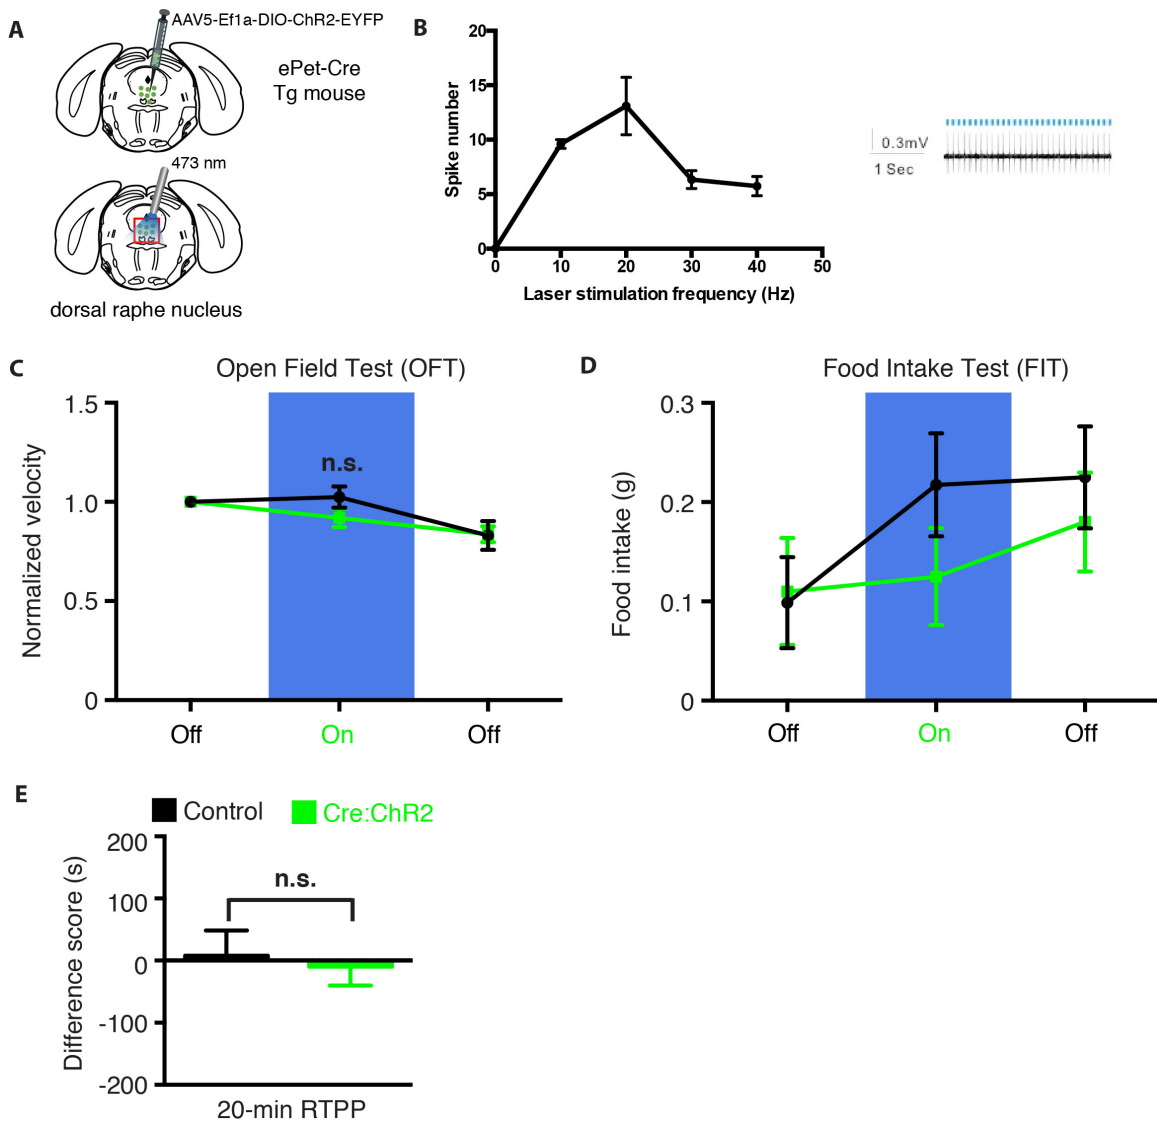 A
AAV5-Ef1a-DIO-ChR2-EYFP
ePet-Cre
Tg mouse
473 nm
dorsal raphe nucleus
B
Spike number
20
15
10
5
0
0 10 20 30 40 50
Laser stimulation frequency (Hz)
0.3mV
1 Sec
C
Open Field Test (OFT)
Normalized velocity
1.5
1.0
0.5
0
n.s.
Off On Off
D
Food Intake Test (FIT)
Food intake (g)
0.3
0.2
0.1
0
Off On Off
E
Control Cre:ChR2
Difference score (s)
200
100
0
-100
-200
n.s.
20-min RTPP